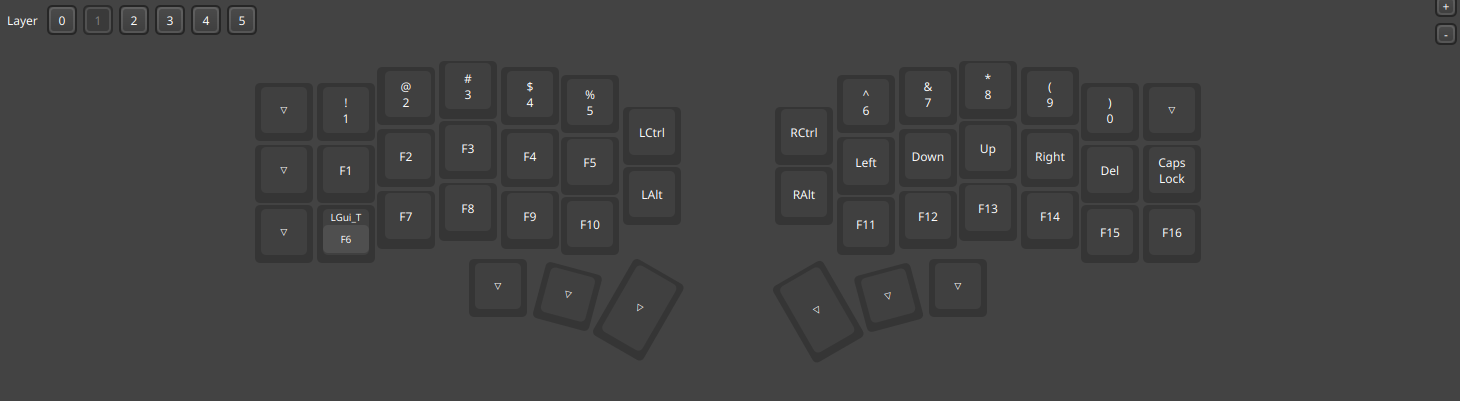 Layer 0 1 2 3 4 5
+
-
▽ ! @ # $ % ^ & * ( ) ▽
1 2 3 4 5 6 7 8 9 0
LCtrl RCtrl
▽ F1 F2 F3 F4 F5 Left Down Up Right Del Caps
Lock
LAlt RAlt
▽ LGui_T
F6 F7 F8 F9 F10 F11 F12 F13 F14 F15 F16
▽ ▽ ▽ ▽ ▽ ▽